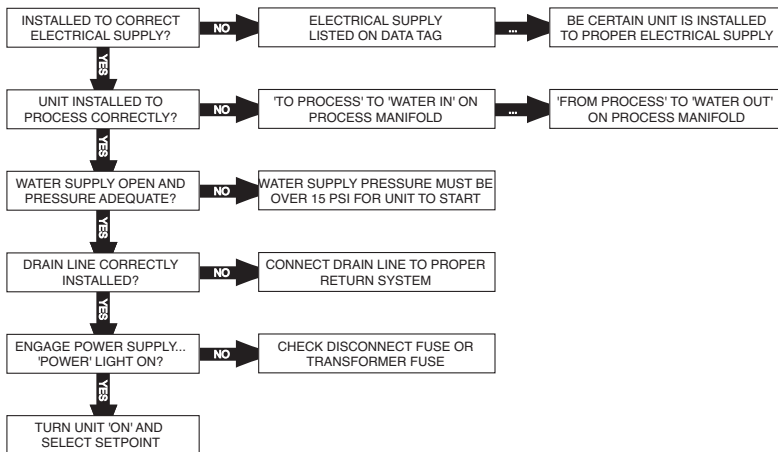 INSTALLED TO CORRECT
ELECTRICAL SUPPLY?
NO
ELECTRICAL SUPPLY
LISTED ON DATA TAG
...
BE CERTAIN UNIT IS INSTALLED
TO PROPER ELECTRICAL SUPPLY
YES
UNIT INSTALLED TO
PROCESS CORRECTLY?
NO
'TO PROCESS' TO 'WATER IN' ON
PROCESS MANIFOLD
...
'FROM PROCESS' TO 'WATER OUT'
ON PROCESS MANIFOLD
YES
WATER SUPPLY OPEN AND
PRESSURE ADEQUATE?
NO
WATER SUPPLY PRESSURE MUST BE
OVER 15 PSI FOR UNIT TO START
YES
DRAIN LINE CORRECTLY
INSTALLED?
NO
CONNECT DRAIN LINE TO PROPER
RETURN SYSTEM
YES
ENGAGE POWER SUPPLY...
'POWER' LIGHT ON?
NO
CHECK DISCONNECT FUSE OR
TRANSFORMER FUSE
YES
TURN UNIT 'ON' AND
SELECT SETPOINT